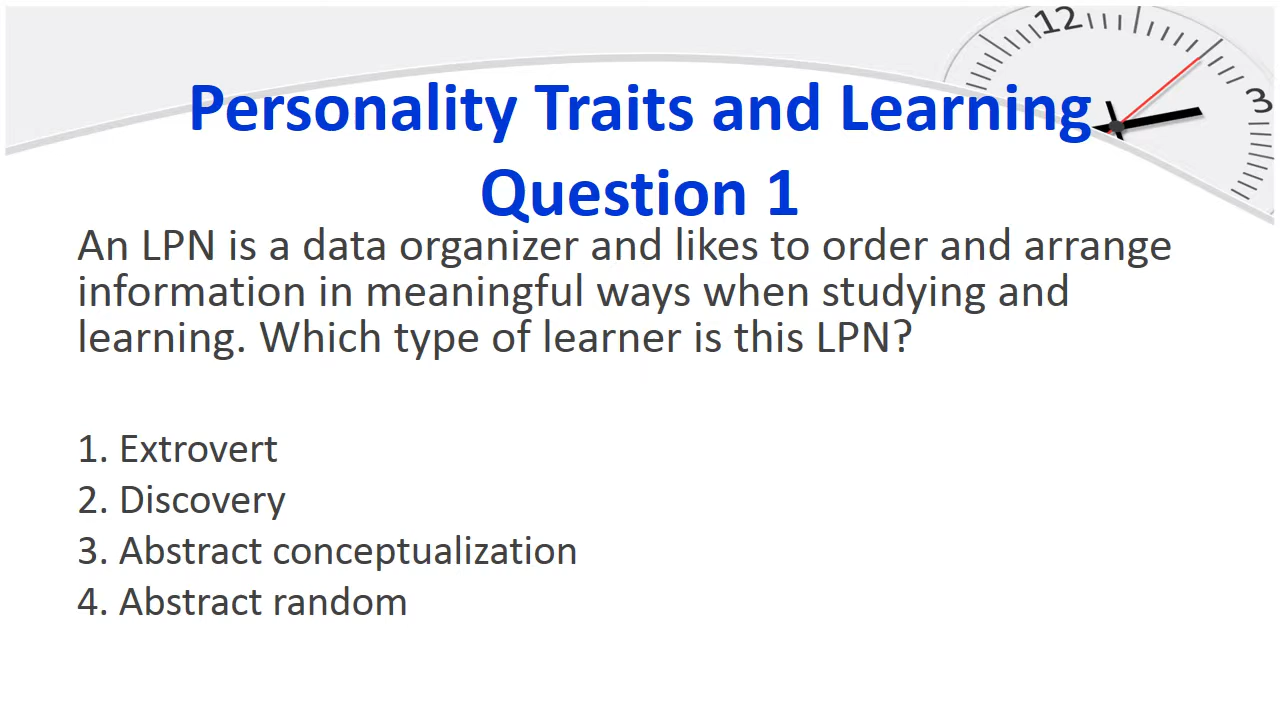 12
3
Personality Traits and Learning
Question 1
An LPN is a data organizer and likes to order and arrange
information in meaningful ways when studying and
learning. Which type of learner is this LPN?
1. Extrovert
2. Discovery
3. Abstract conceptualization
4. Abstract random